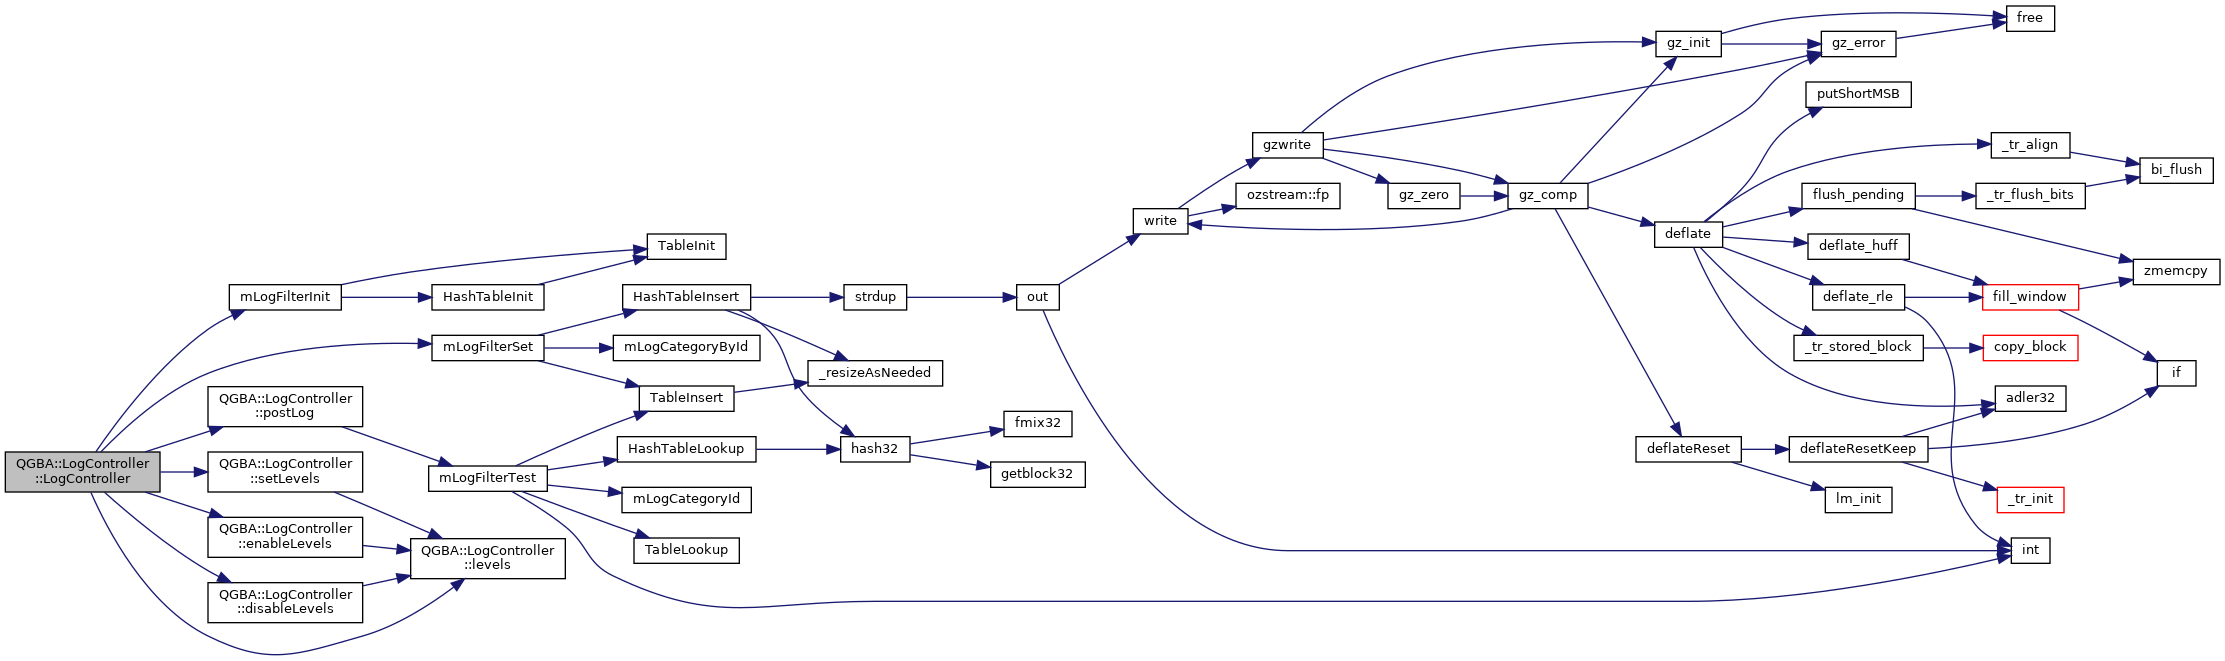 QGBA::LogController
::LogController
mLogFilterInit
mLogFilterSet
QGBA::LogController
::postLog
QGBA::LogController
::setLevels
QGBA::LogController
::enableLevels
QGBA::LogController
::disableLevels
TableInit
HashTableInit
HashTableInsert
mLogCategoryById
TableInsert
mLogFilterTest
HashTableLookup
mLogCategoryId
TableLookup
QGBA::LogController
::levels
strdup
_resizeAsNeeded
hash32
fmix32
getblock32
out
write
gzwrite
ozstream::fp
gz_zero
gz_comp
gz_init
gz_error
free
putShortMSB
_tr_align
bi_flush
flush_pending
_tr_flush_bits
deflate
deflate_huff
zmemcpy
deflate_rle
fill_window
_tr_stored_block
copy_block
if
adler32
deflateReset
deflateResetKeep
lm_init
_tr_init
int